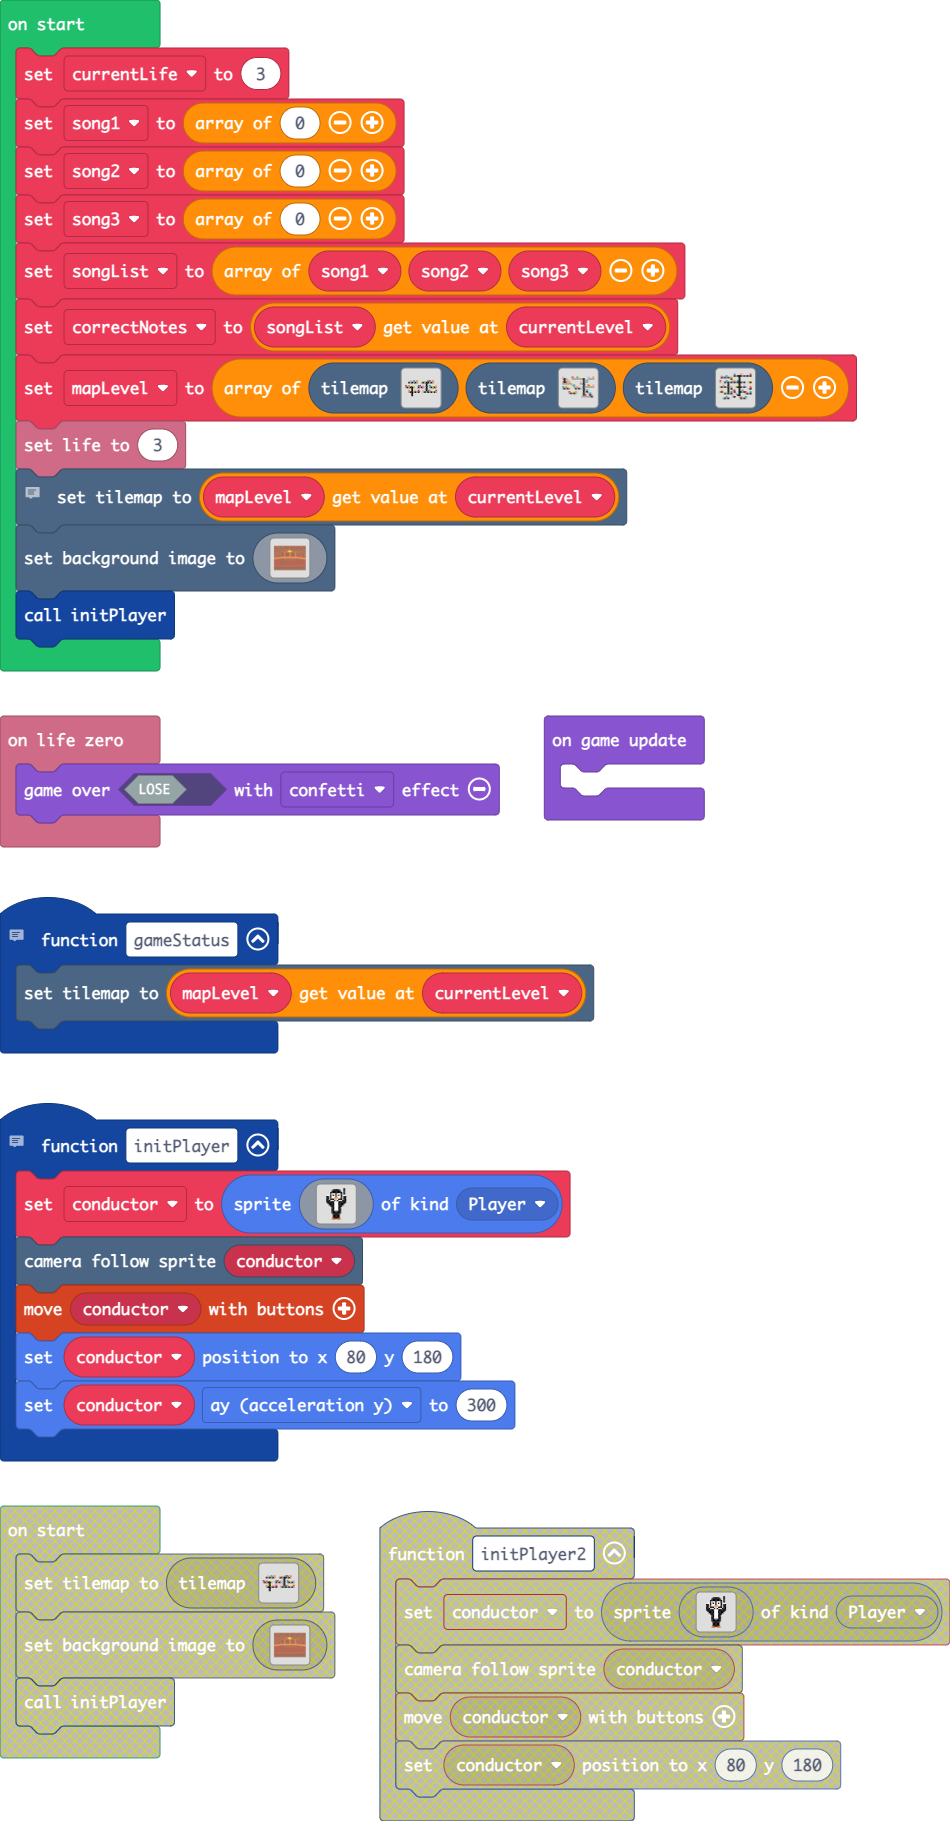 on start
set currentLife to 3
set song1 to array of 0
set song2 to array of 0
set song3 to array of 0
set songList to array of song1 song2 song3
set correctNotes to songList get value at currentLevel
set mapLevel to array of tilemap tilemap tilemap
set life to 3
set tilemap to mapLevel get value at currentLevel
set background image to
call initPlayer
on life zero
game over LOSE with confetti effect
on game update
function gameStatus
set tilemap to mapLevel get value at currentLevel
function initPlayer
set conductor to sprite of kind Player
camera follow sprite conductor
move conductor with buttons
set conductor position to x 80 y 180
set conductor ay (acceleration y) to 300
on start
set tilemap to tilemap
set background image to
call initPlayer
function initPlayer2
set conductor to sprite of kind Player
camera follow sprite conductor
move conductor with buttons
set conductor position to x 80 y 180